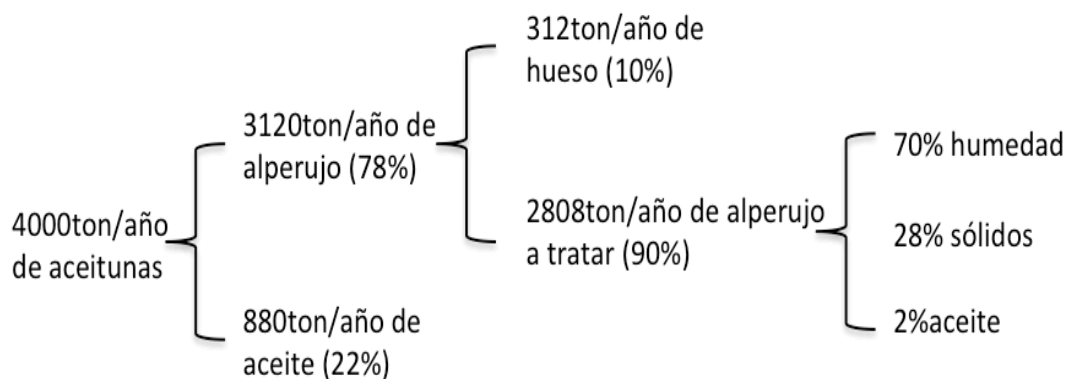 4000ton/año
de aceitunas
3120ton/año de
alperujo (78%)
880ton/año de
aceite (22%)
312ton/año de
hueso (10%)
2808ton/año de alperujo
a tratar (90%)
70% humedad
28% sólidos
2%aceite